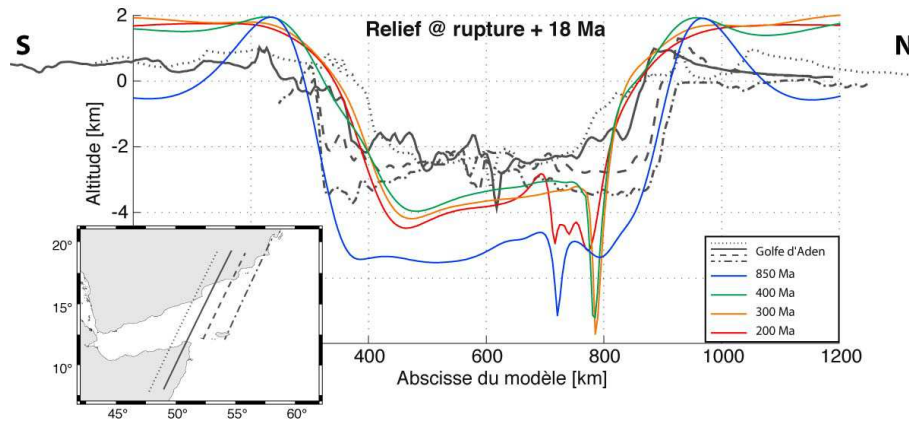 Relief @ rupture + 18 Ma
S
N
2
0
-2
-4
Altitude [km]
400
600
800
1000
1200
Abscisse du modèle [km]
Golfe d'Aden
850 Ma
400 Ma
300 Ma
200 Ma
20°
15°
10°
45°
50°
55°
60°